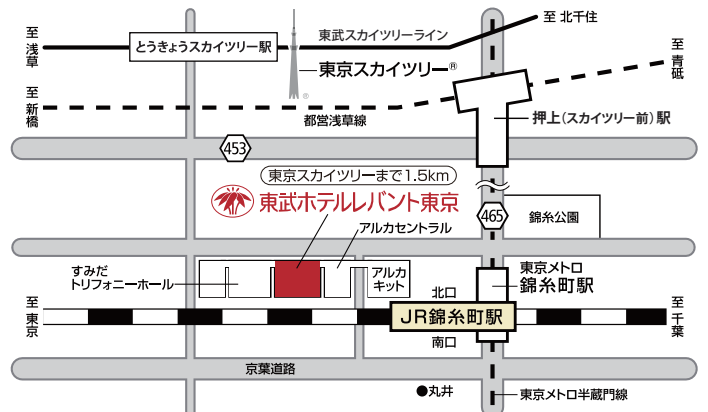 至 北千住
至 浅草
とうきょうスカイツリー駅
東武スカイツリーライン
東京スカイツリー®
®
至 青砥
至 新橋
都営浅草線
押上(スカイツリー前)駅
453
東京スカイツリーまで1.5km
東武ホテルレバント東京
465
錦糸公園
アルカセントラル
すみだ
トリフォニーホール
アルカ
キット
東京メトロ
錦糸町駅
北口
至 東京
JR錦糸町駅
至 千葉
南口
京葉道路
●丸井
東京メトロ半蔵門線